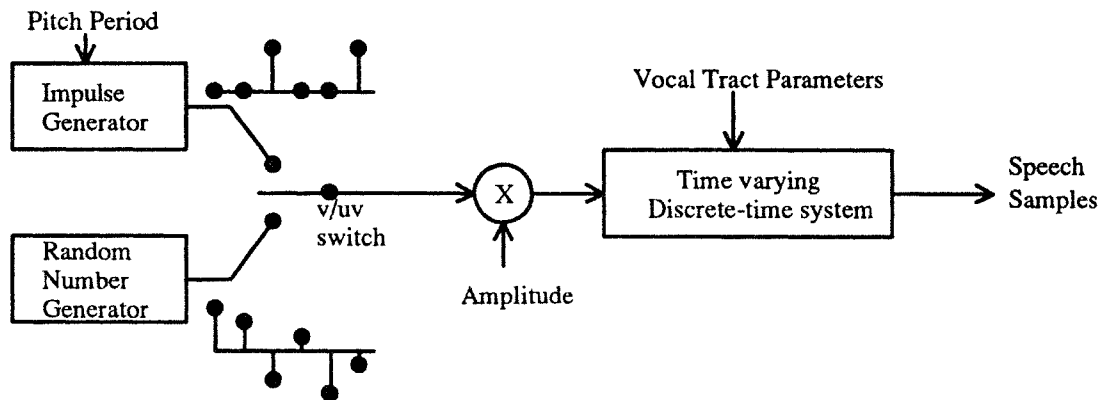 Pitch Period
Impulse
Generator
Vocal Tract Parameters
v/uv
switch
X
Time varying
Discrete-time system
Speech
Samples
Random
Number
Generator
Amplitude